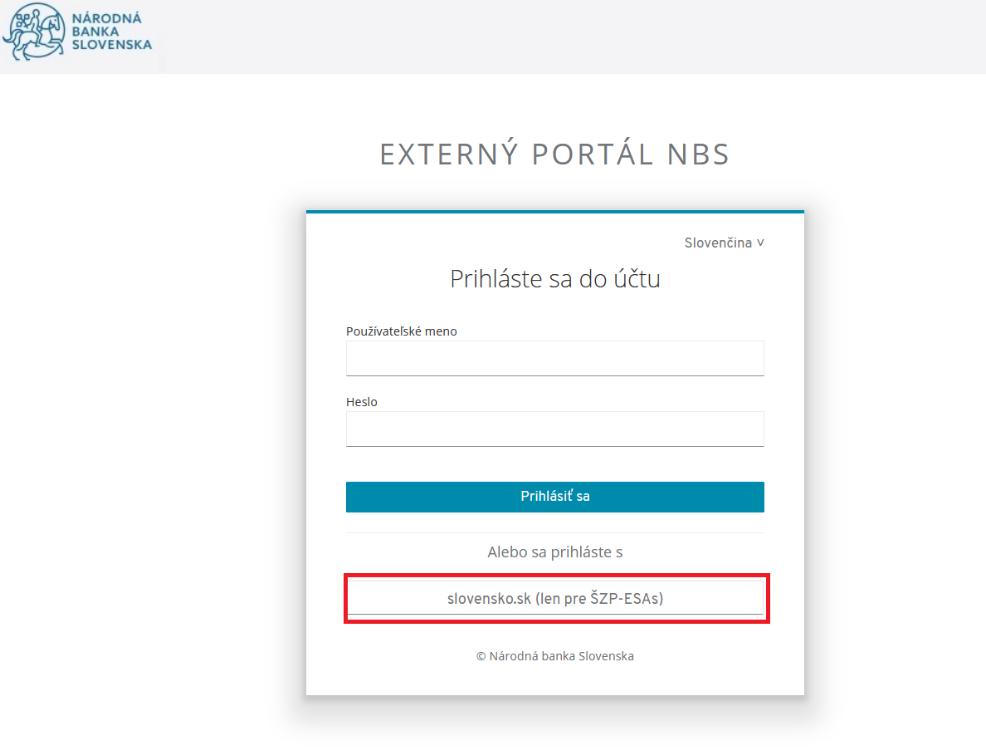 NÁRODNÁ
BANKA
SLOVENSKA
EXTERNÝ PORTÁL NBS
Slovenčina ˅
Prihláste sa do účtu
Používateľské meno
Heslo
Prihlásiť sa
Alebo sa prihláste s
slovensko.sk (len pre ŠZP-ESAs)
© Národná banka Slovenska